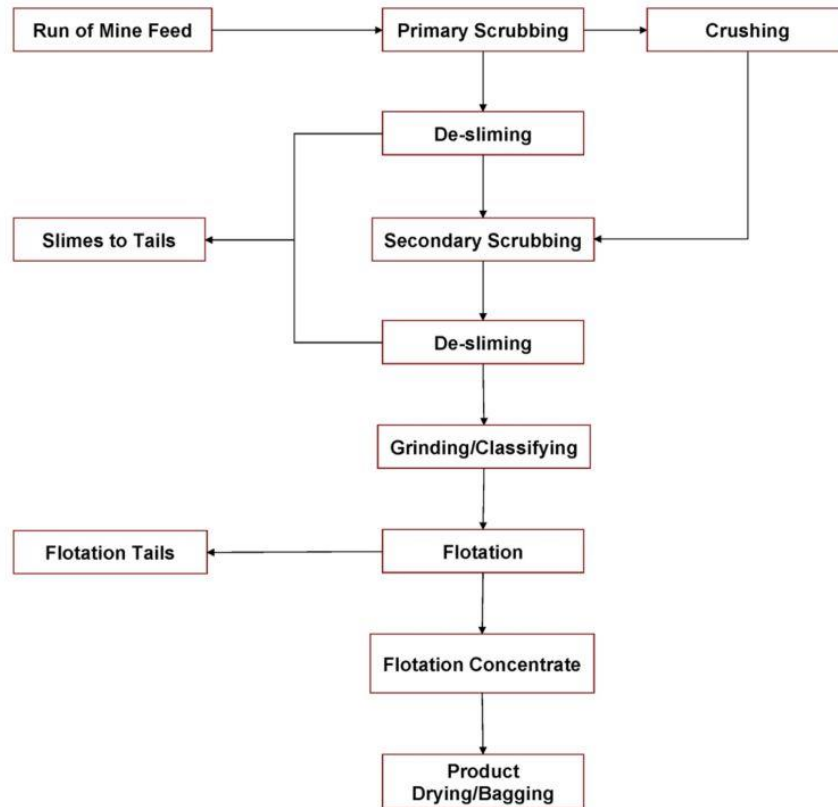 Run of Mine Feed
Primary Scrubbing
Crushing
De-sliming
Slimes to Tails
Secondary Scrubbing
De-sliming
Grinding/Classifying
Flotation Tails
Flotation
Flotation Concentrate
Product
Drying/Bagging